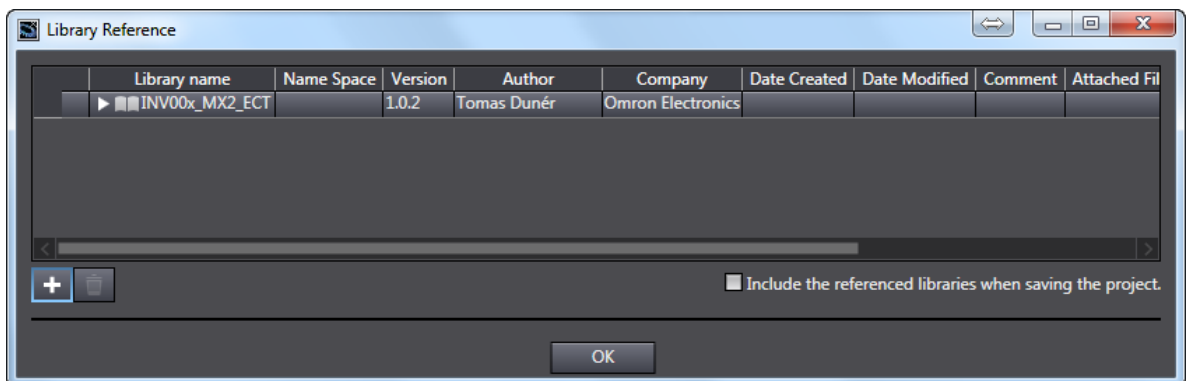 Library Reference
Library name Name Space Version Author Company Date Created Date Modified Comment Attached Fil
INV00x_MX2_ECT 1.0.2 Tomas Dunér Omron Electronics
Include the referenced libraries when saving the project.
OK